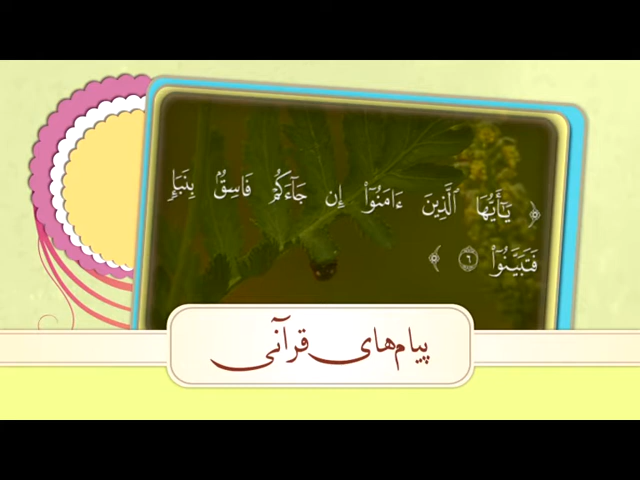 ﴿ يَـٰٓأَيُّهَا ٱلَّذِينَ ءَامَنُوٓا۟ إِن جَآءَكُمْ فَاسِقٌۢ بِنَبَإٍ
فَتَبَيَّنُوٓا۟ ٦ ﴾
پیام‌های قرآنی